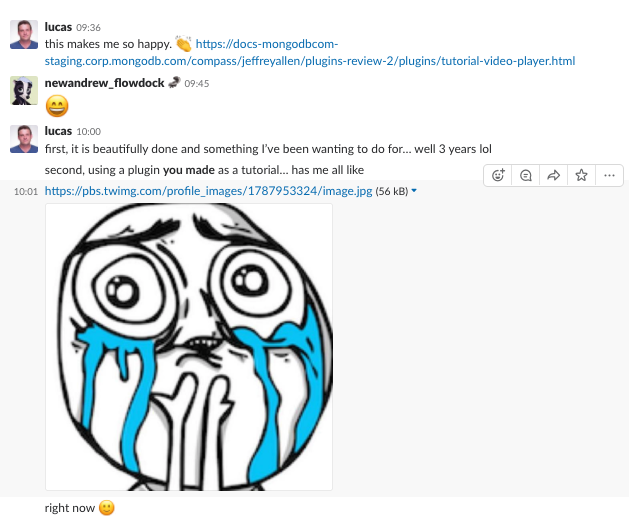 lucas 09:36
this makes me so happy. 👏 https://docs-mongodbcom-
staging.corp.mongodb.com/compass/jeffreyallen/plugins-review-2/plugins/tutorial-video-player.html
newandrew_flowdock 09:45
😄
lucas 10:00
first, it is beautifully done and something I've been wanting to do for... well 3 years lol
second, using a plugin you made as a tutorial... has me all like
10:01 https://pbs.twimg.com/profile_images/1787953324/image.jpg (56 kB)
right now 🙂